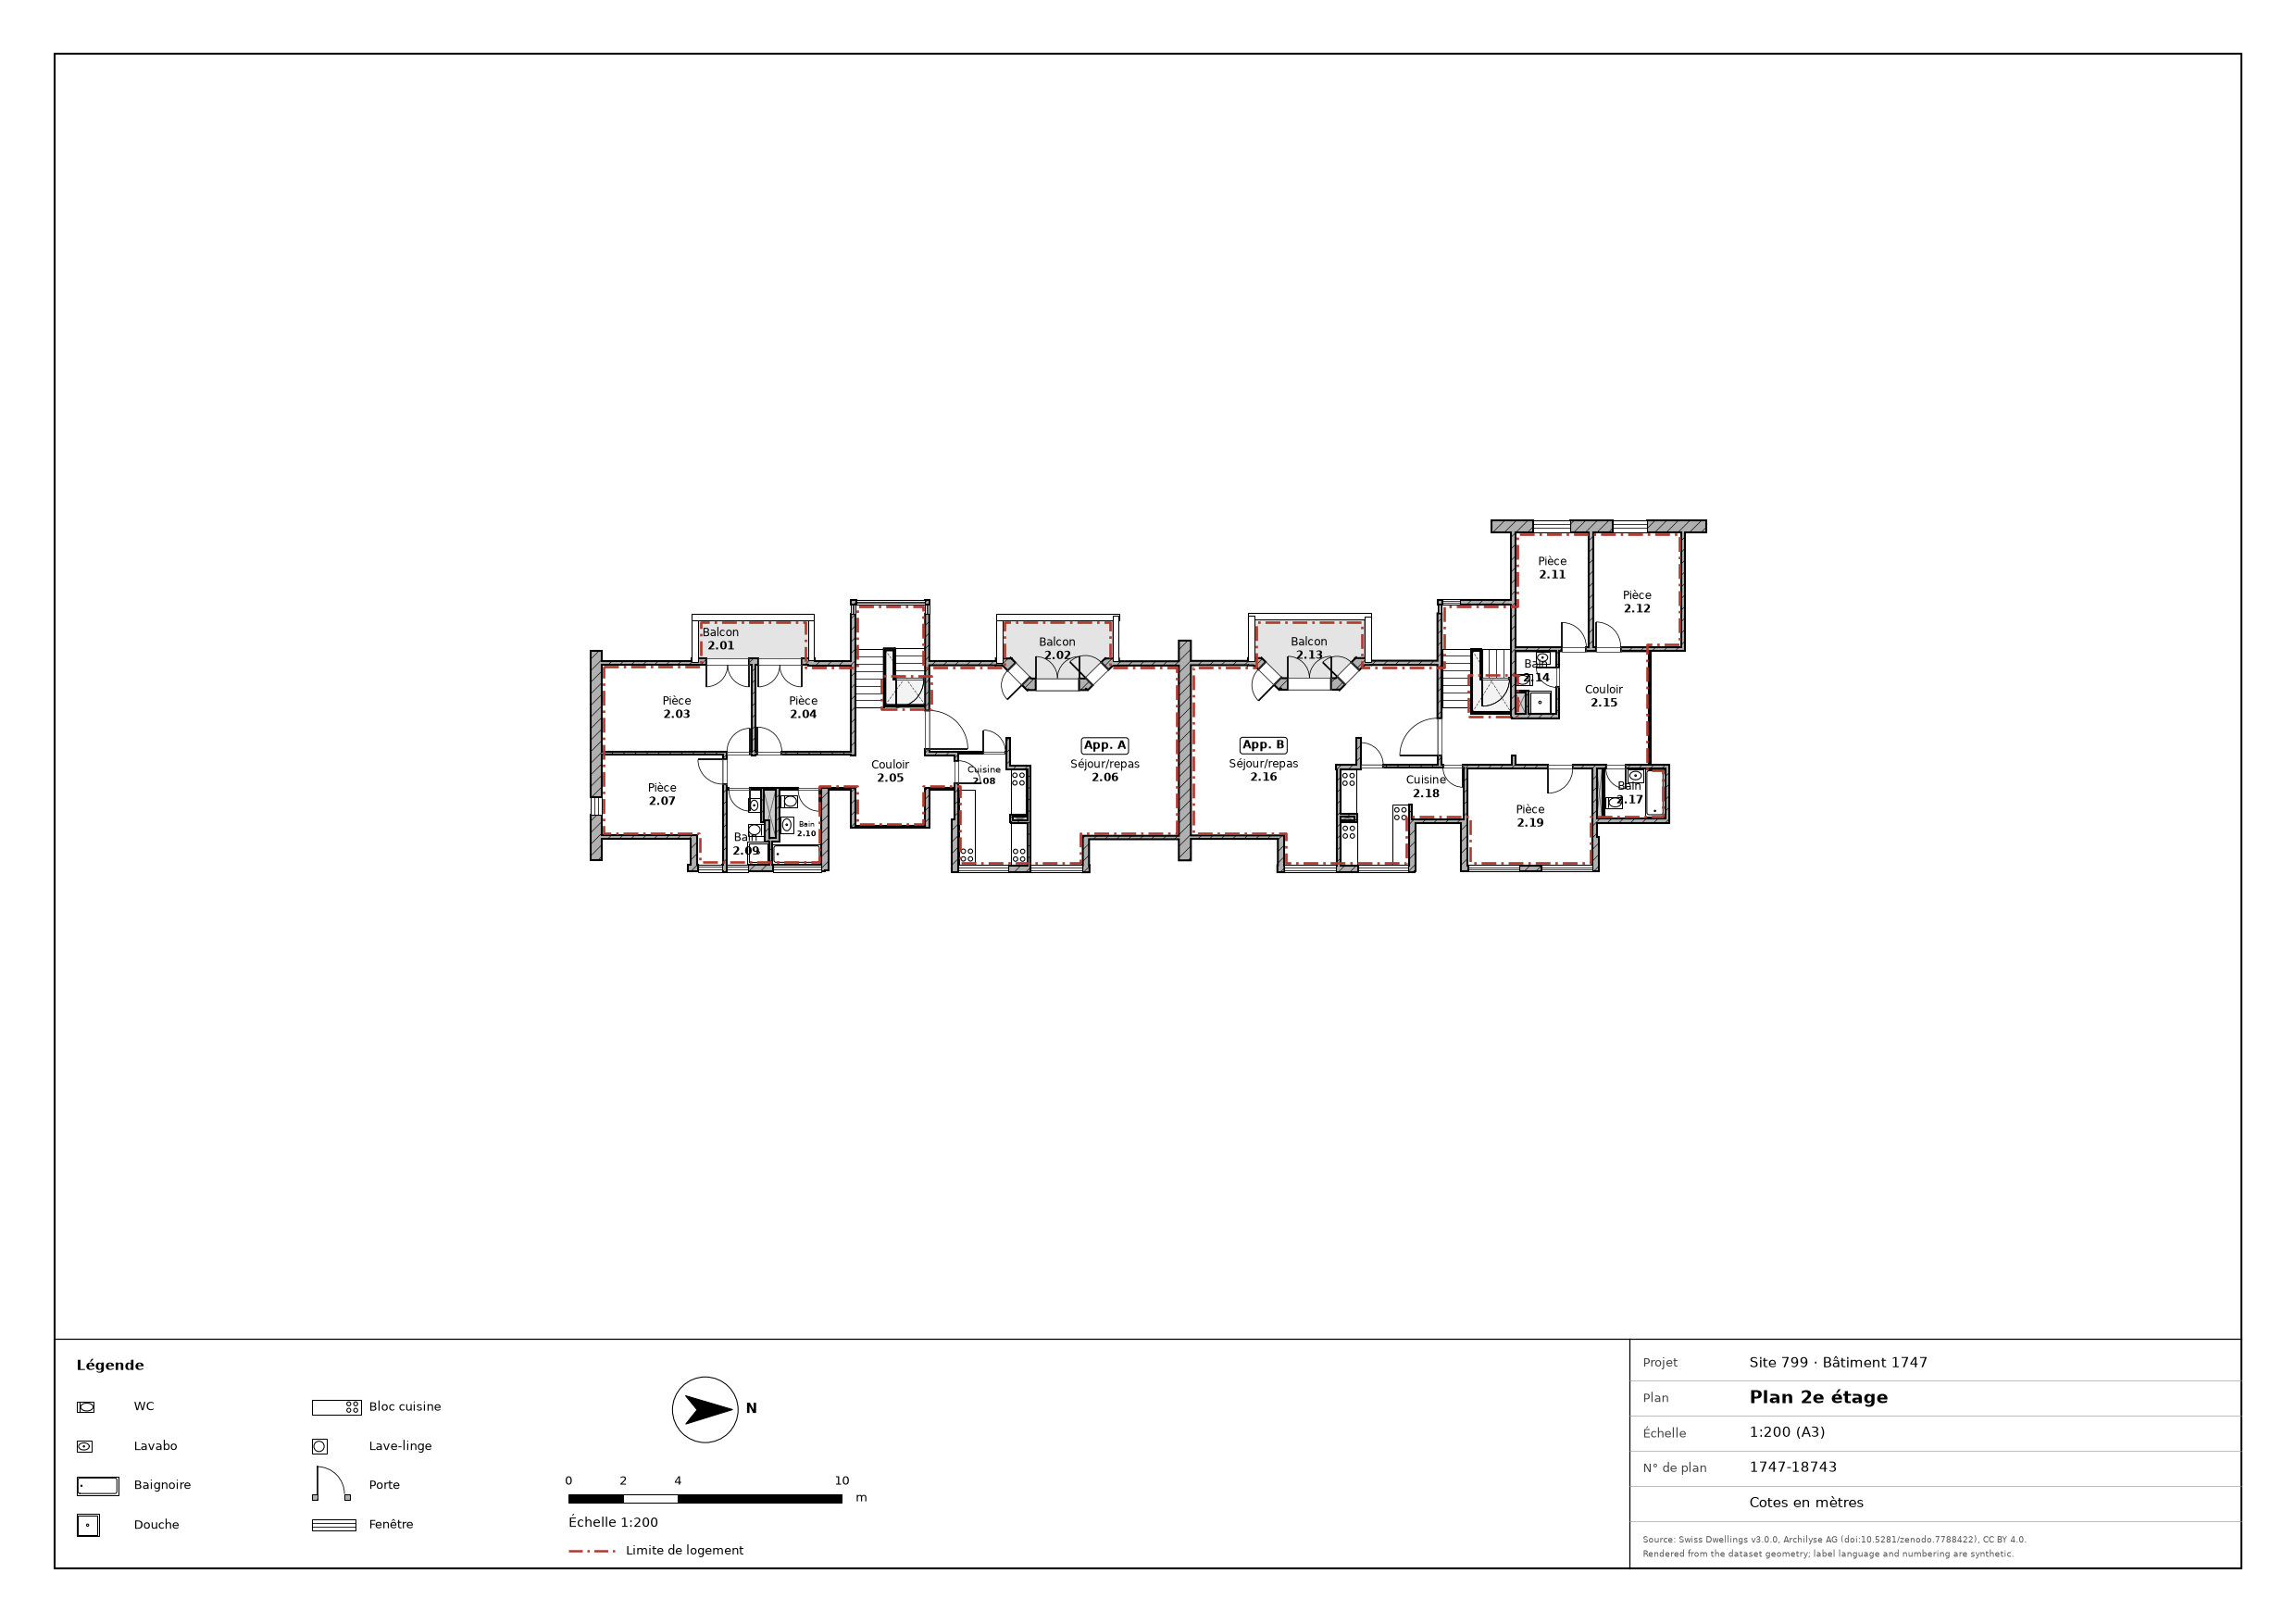 Pièce
2.11
Pièce
2.12
Balcon
2.01
Balcon
2.02
Balcon
2.13
Bain
2.14
Pièce
2.03
Pièce
2.04
Couloir
2.15
App. A
Séjour/repas
2.06
App. B
Séjour/repas
2.16
Couloir
2.05
Cuisine
2.08
Cuisine
2.18
Pièce
2.07
Bain
2.17
Pièce
2.19
Bain
2.10
Bain
2.09
Légende
WC
Lavabo
Baignoire
Douche
Bloc cuisine
Lave-linge
Porte
Fenêtre
N
0 2 4 10
m
Échelle 1:200
Limite de logement
Projet Site 799 · Bâtiment 1747
Plan Plan 2e étage
Échelle 1:200 (A3)
N° de plan 1747-18743
Cotes en mètres
Source: Swiss Dwellings v3.0.0, Archilyse AG (doi:10.5281/zenodo.7788422), CC BY 4.0.
Rendered from the dataset geometry; label language and numbering are synthetic.